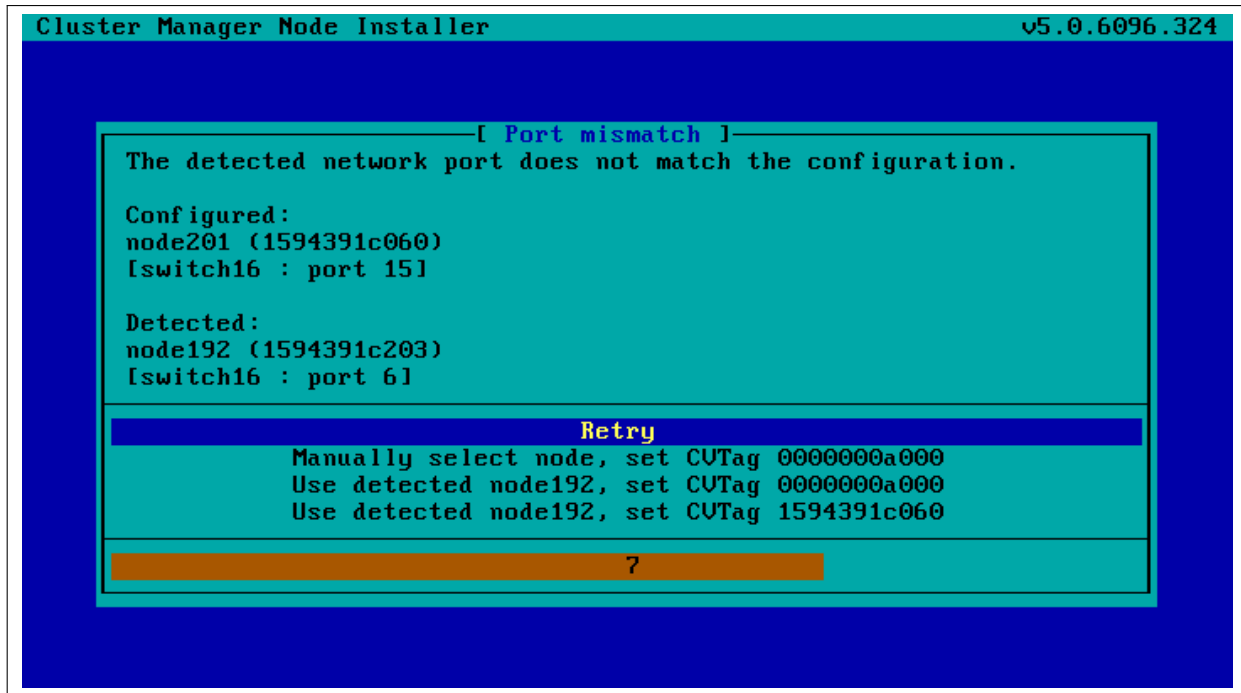 Cluster Manager Node Installer v5.0.6096.324
[ Port mismatch ]
The detected network port does not match the configuration.
Configured:
node201 (1594391c060)
[switch16 : port 15]
Detected:
node192 (1594391c203)
[switch16 : port 6]
Retry
Manually select node, set CVTag 0000000a000
Use detected node192, set CVTag 0000000a000
Use detected node192, set CVTag 1594391c060
7